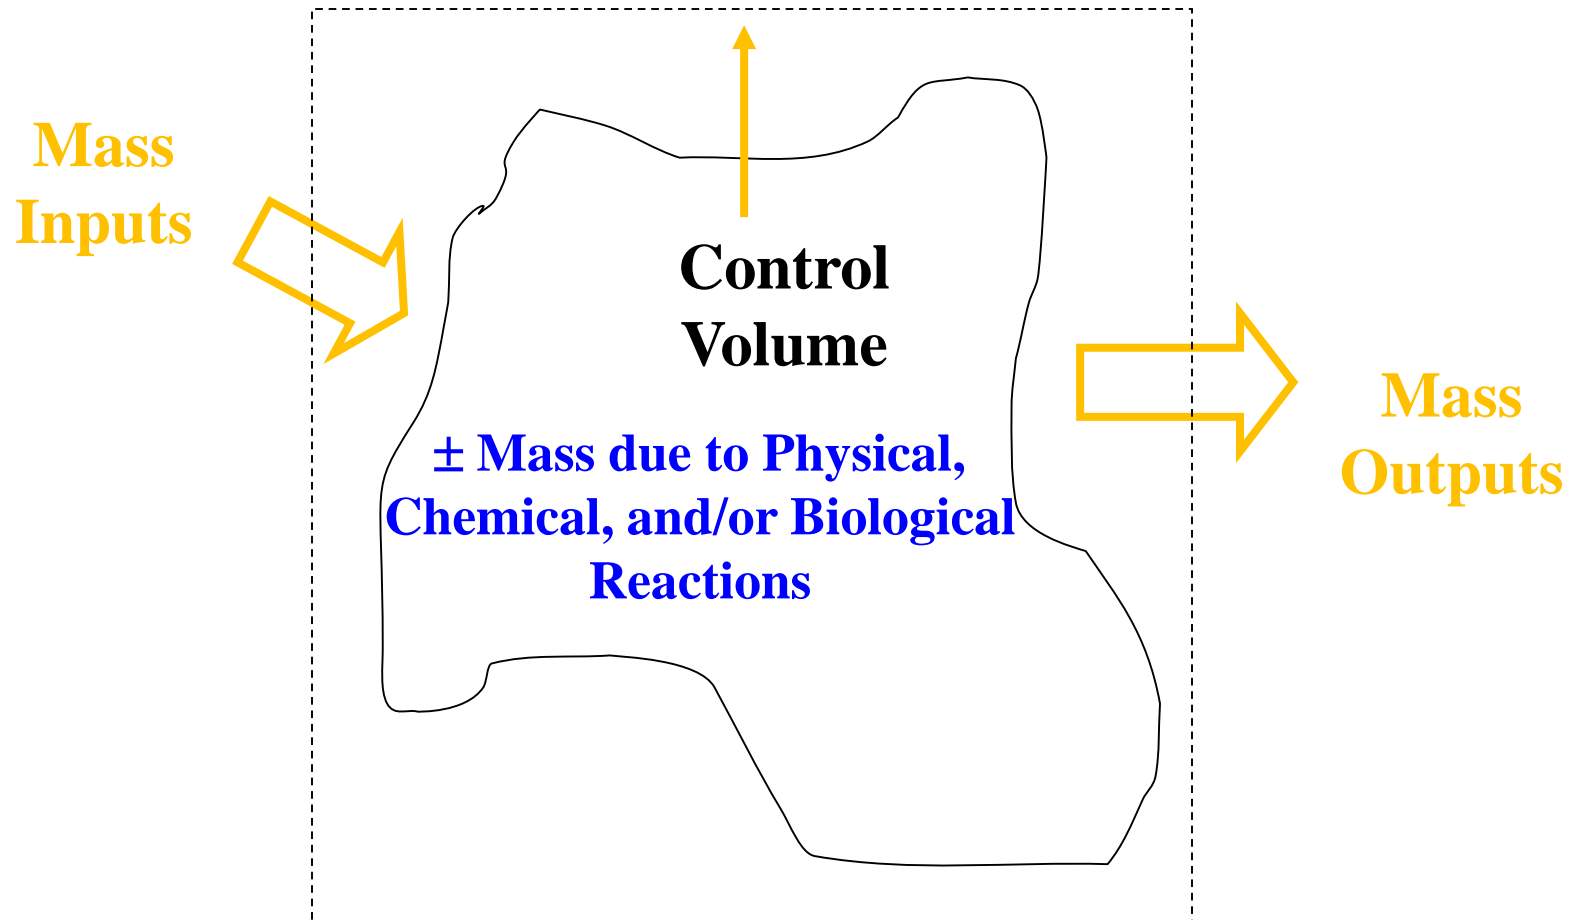 Mass
Inputs
Control
Volume
± Mass due to Physical,
Chemical, and/or Biological
Reactions
Mass
Outputs